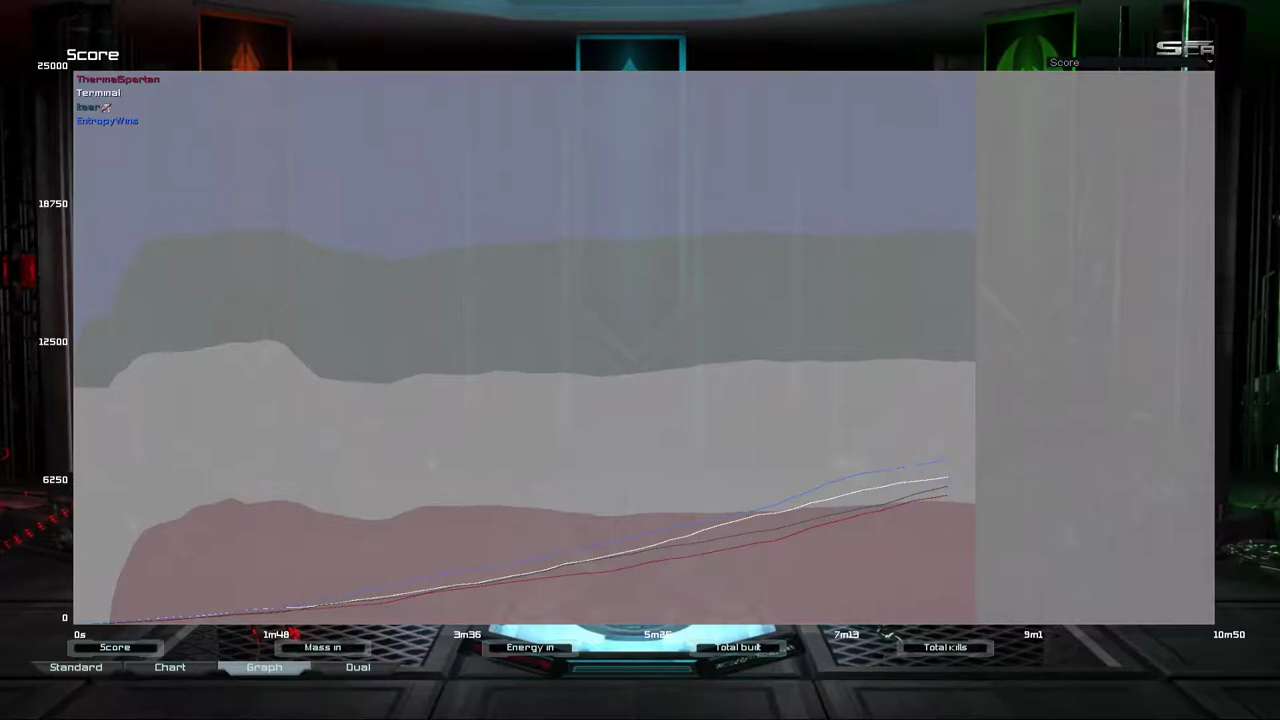 Score
25000
Score
ThermalSpartan
Terminal
EntropyWins
18750
12500
6250
0
0s 1m48 3m36 5m25 7m13 9m1 10m50
Score Mass in Energy in Total built Total kills
Standard Chart Graph Dual